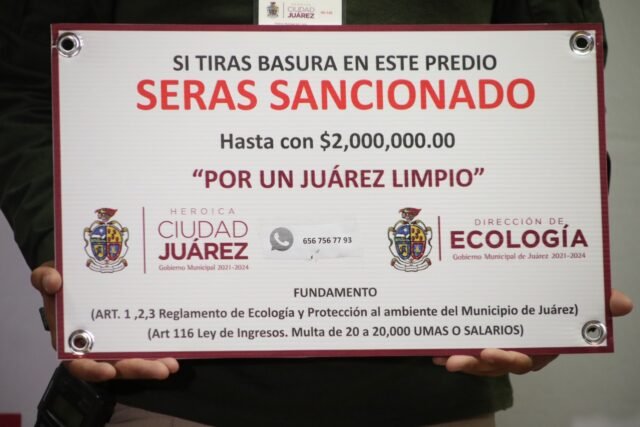 CIUDAD
JUÁREZ
SI TIRAS BASURA EN ESTE PREDIO
SERAS SANCIONADO
Hasta con $2,000,000.00
“POR UN JUÁREZ LIMPIO”
HEROICA
CIUDAD
JUÁREZ
Gobierno Municipal 2021-2024
656 756 77 93
DIRECCIÓN DE
ECOLOGÍA
Gobierno Municipal de Juárez 2021-2024
FUNDAMENTO
(ART. 1 ,2,3 Reglamento de Ecología y Protección al ambiente del Municipio de Juárez)
(Art 116 Ley de Ingresos. Multa de 20 a 20,000 UMAS O SALARIOS)